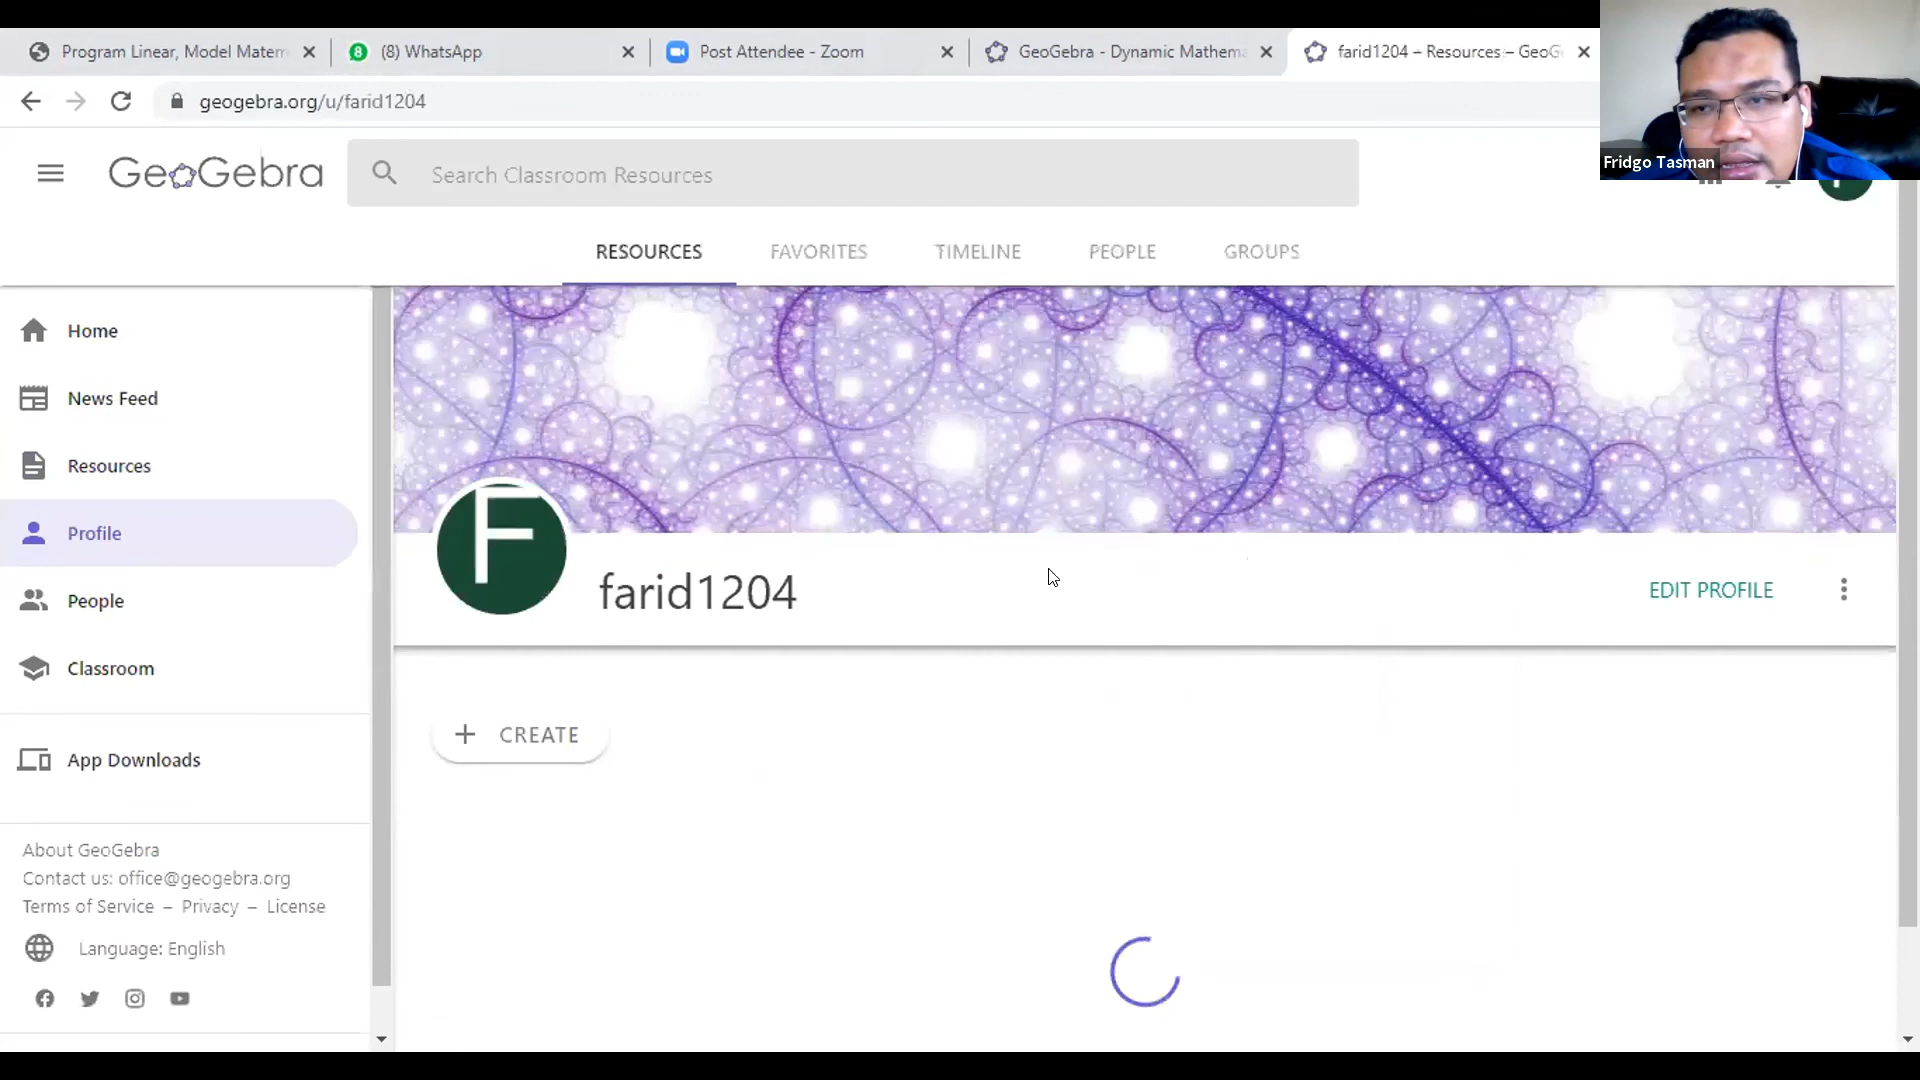 Program Linear, Model Matem
(8) WhatsApp
Post Attendee - Zoom
GeoGebra - Dynamic Mathema
farid1204 – Resources – GeoG
geogebra.org/u/farid1204
Fridgo Tasman
GeoGebra
Search Classroom Resources
RESOURCES
FAVORITES
TIMELINE
PEOPLE
GROUPS
Home
News Feed
Resources
Profile
People
Classroom
App Downloads
F
farid1204
EDIT PROFILE
+ CREATE
About GeoGebra
Contact us: office@geogebra.org
Terms of Service – Privacy – License
Language: English